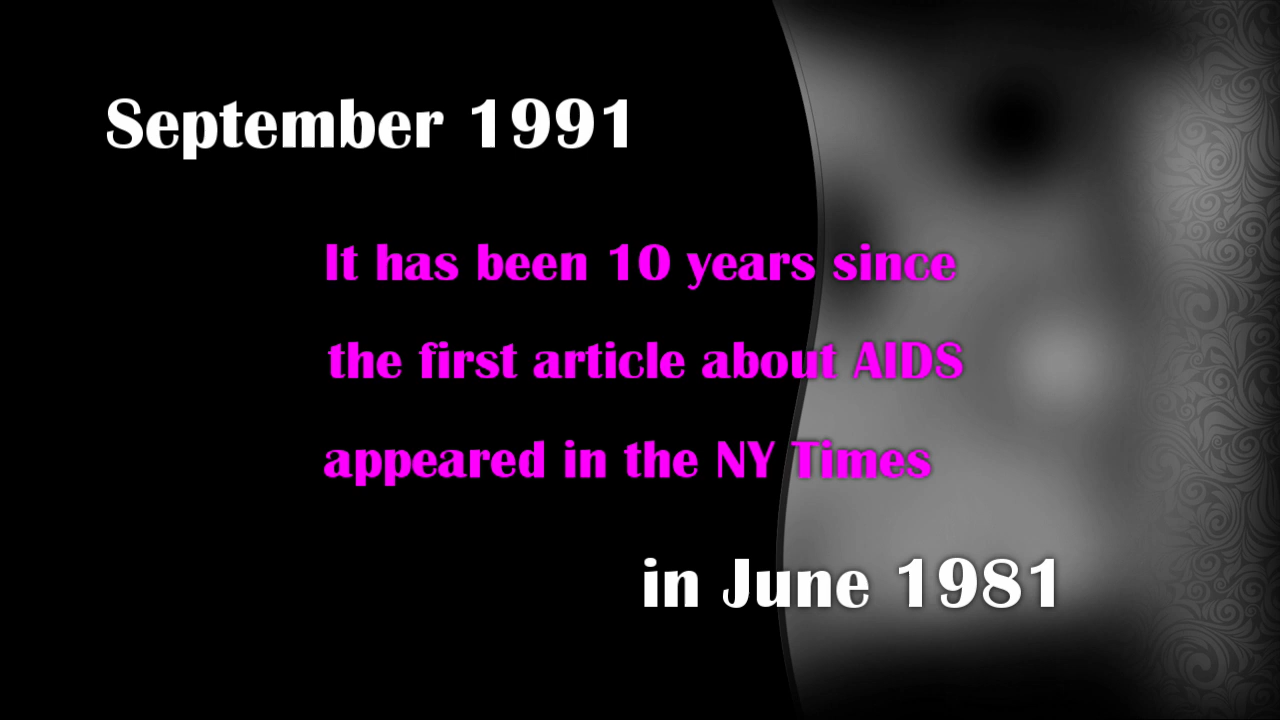 September 1991
It has been 10 years since
the first article about AIDS
appeared in the NY Times
in June 1981